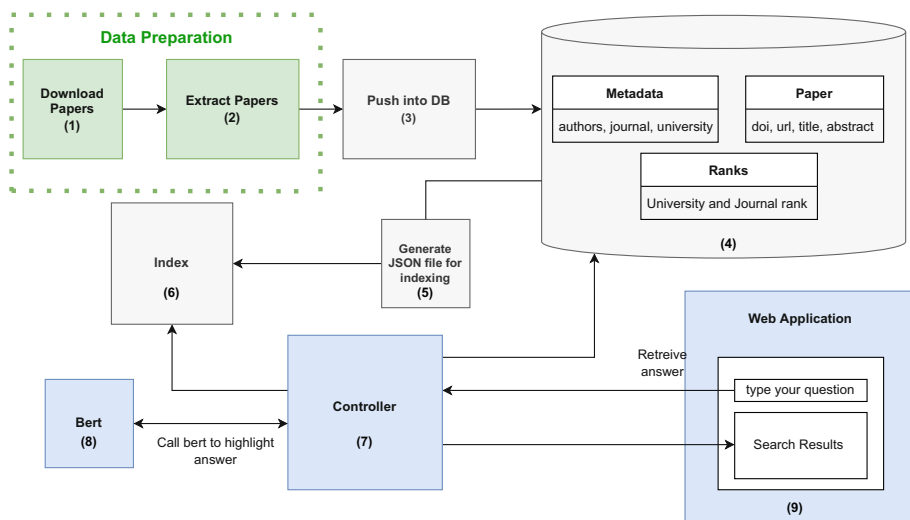 Data Preparation
Download
Papers
(1)
Extract Papers
(2)
Push into DB
(3)
Metadata
authors, journal, university
Paper
doi, url, title, abstract
Ranks
University and Journal rank
(4)
Generate
JSON file for
indexing
(5)
Index
(6)
Controller
(7)
Bert
(8)
Call bert to highlight
answer
Retreive
answer
Web Application
type your question
Search Results
(9)